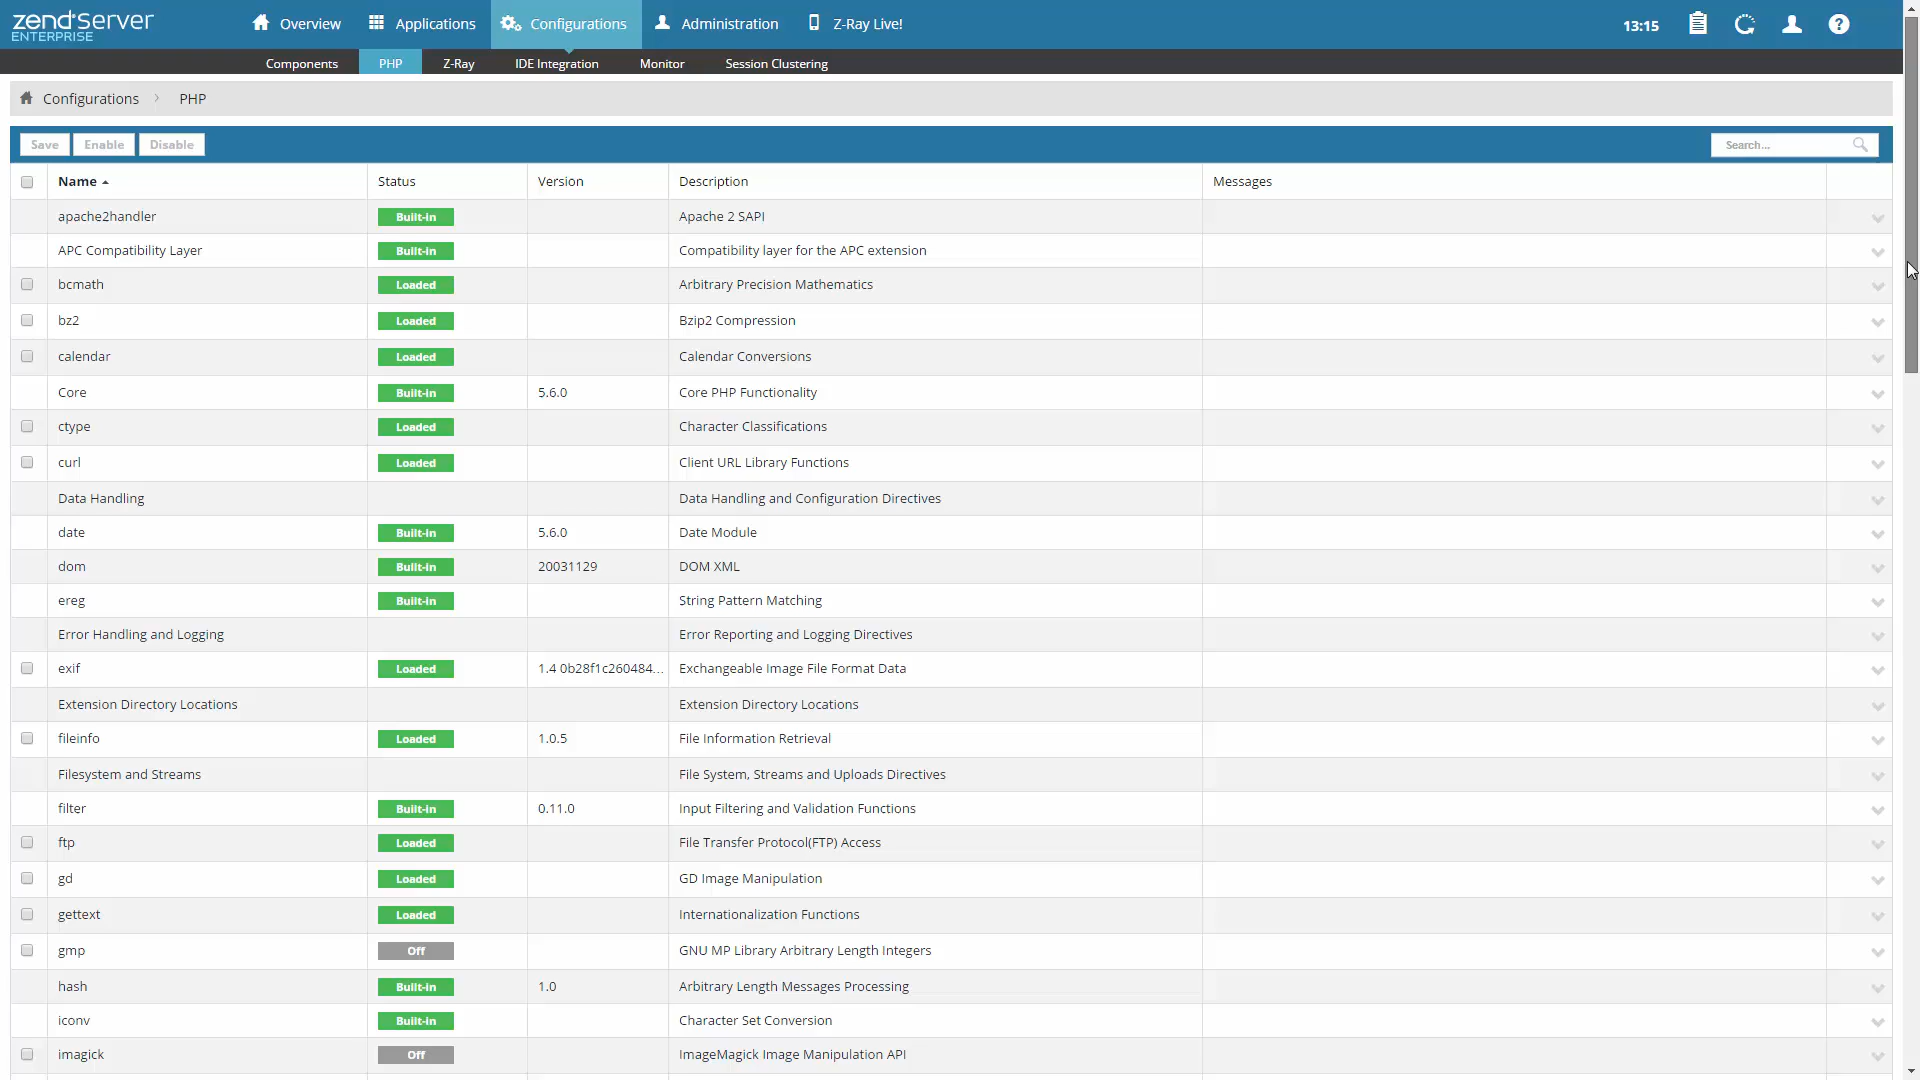 zend Server
ENTERPRISE
Overview Applications Configurations Administration Z-Ray Live! 13:15 ?
Components PHP Z-Ray IDE Integration Monitor Session Clustering
Configurations PHP
Save Enable Disable Search...
Name Status Version Description Messages
apache2handler Built-in Apache 2 SAPI
APC Compatibility Layer Built-in Compatibility layer for the APC extension
bcmath Loaded Arbitrary Precision Mathematics
bz2 Loaded Bzip2 Compression
calendar Loaded Calendar Conversions
Core Built-in 5.6.0 Core PHP Functionality
ctype Loaded Character Classifications
curl Loaded Client URL Library Functions
Data Handling Data Handling and Configuration Directives
date Built-in 5.6.0 Date Module
dom Built-in 20031129 DOM XML
ereg Built-in String Pattern Matching
Error Handling and Logging Error Reporting and Logging Directives
exif Loaded 1.4 0b28f1c260484... Exchangeable Image File Format Data
Extension Directory Locations Extension Directory Locations
fileinfo Loaded 1.0.5 File Information Retrieval
Filesystem and Streams File System, Streams and Uploads Directives
filter Built-in 0.11.0 Input Filtering and Validation Functions
ftp Loaded File Transfer Protocol(FTP) Access
gd Loaded GD Image Manipulation
gettext Loaded Internationalization Functions
gmp Off GNU MP Library Arbitrary Length Integers
hash Built-in 1.0 Arbitrary Length Messages Processing
iconv Built-in Character Set Conversion
imagick Off ImageMagick Image Manipulation API